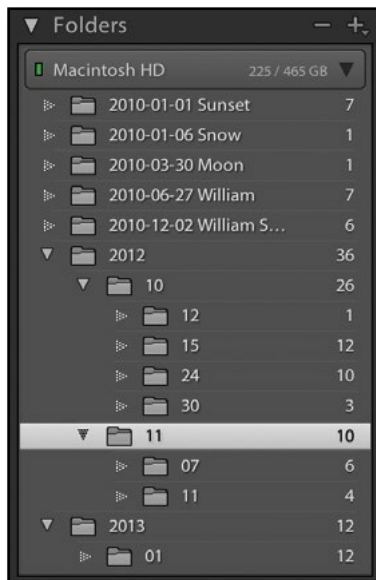 Folders
Macintosh HD 225 / 465 GB
2010-01-01 Sunset 7
2010-01-06 Snow 1
2010-03-30 Moon 1
2010-06-27 William 7
2010-12-02 William S... 6
2012 36
10 26
12 1
15 12
24 10
30 3
11 10
07 6
11 4
2013 12
01 12